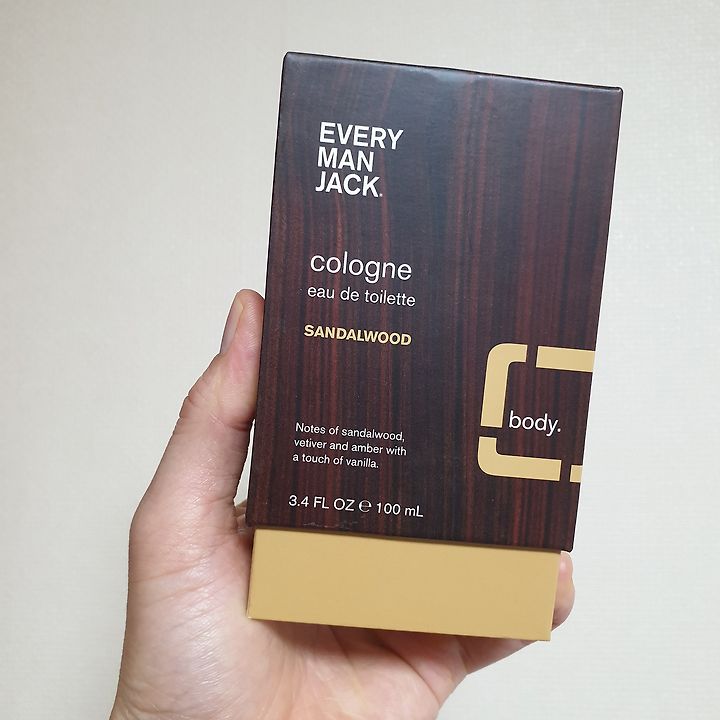 EVERY
MAN
JACK®
cologne
eau de toilette
SANDALWOOD
body.
Notes of sandalwood,
vetiver and amber with
a touch of vanilla.
3.4 FL OZ ℮ 100 mL